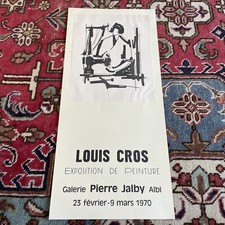 LOUIS CROS
EXPOSITION DE PEINTURE
Galerie Pierre Jalby Albi
23 février-9 mars 1970